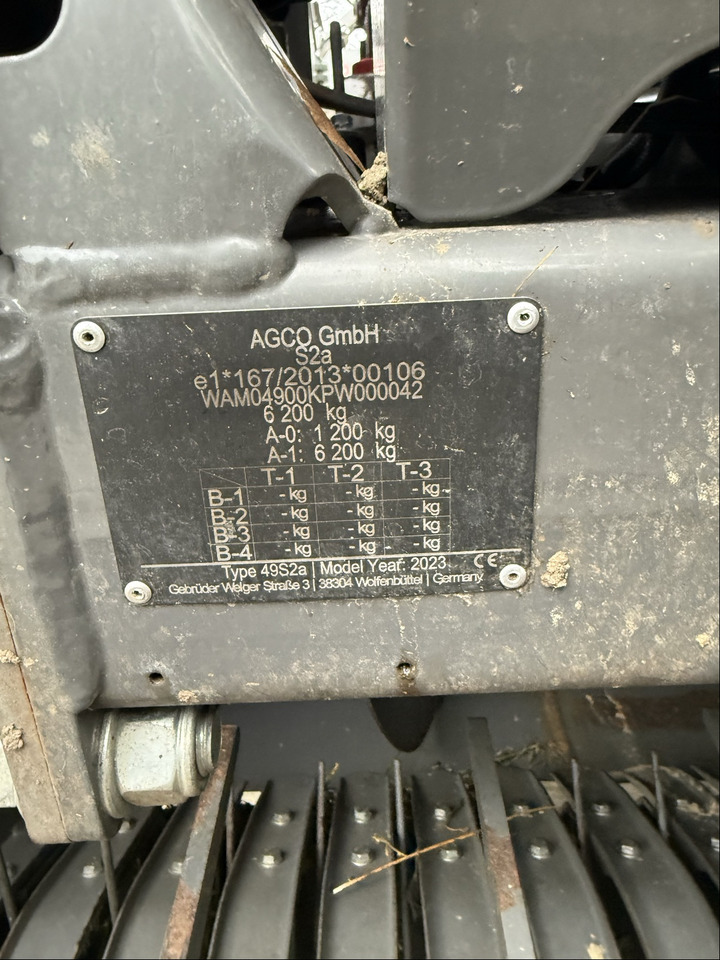 AGCO GmbH
S2a
e1*167/2013*00106
WAM04900KPW000042
6 200 kg
A-0: 1 200 kg
A-1: 6 200 kg
T-1 T-2 T-3
B-1 - kg - kg - kg
B-2 - kg - kg - kg
B-3 - kg - kg - kg
B-4 - kg - kg - kg
Type 49S2a | Model Year: 2023 CE
Gebrüder Welger Straße 3 | 38304 Wolfenbüttel | Germany